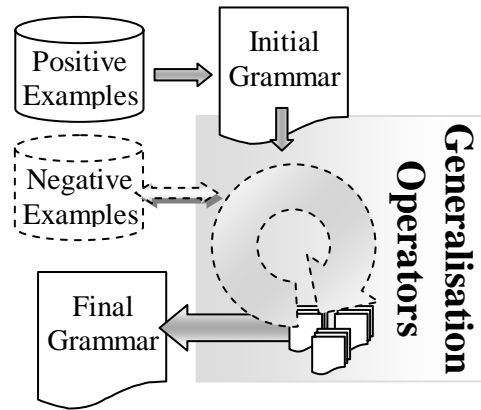 Positive
Examples
Initial
Grammar
Negative
Examples
Generalisation
Operators
Final
Grammar